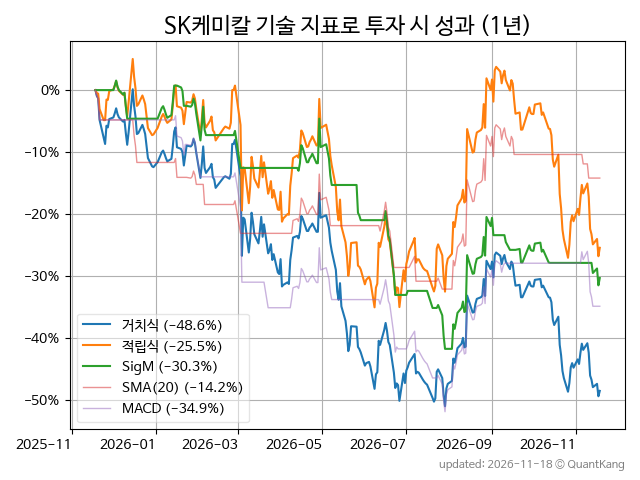 SK케미칼 기술 지표로 투자 시 성과 (1년)
0%
−10%
−20%
−30%
−40%
−50%
거치식 (−48.6%)
적립식 (−25.5%)
SigM (−30.3%)
SMA(20) (−14.2%)
MACD (−34.9%)
2025-11 2026-01 2026-03 2026-05 2026-07 2026-09 2026-11
updated: 2026-11-18 © QuantKang